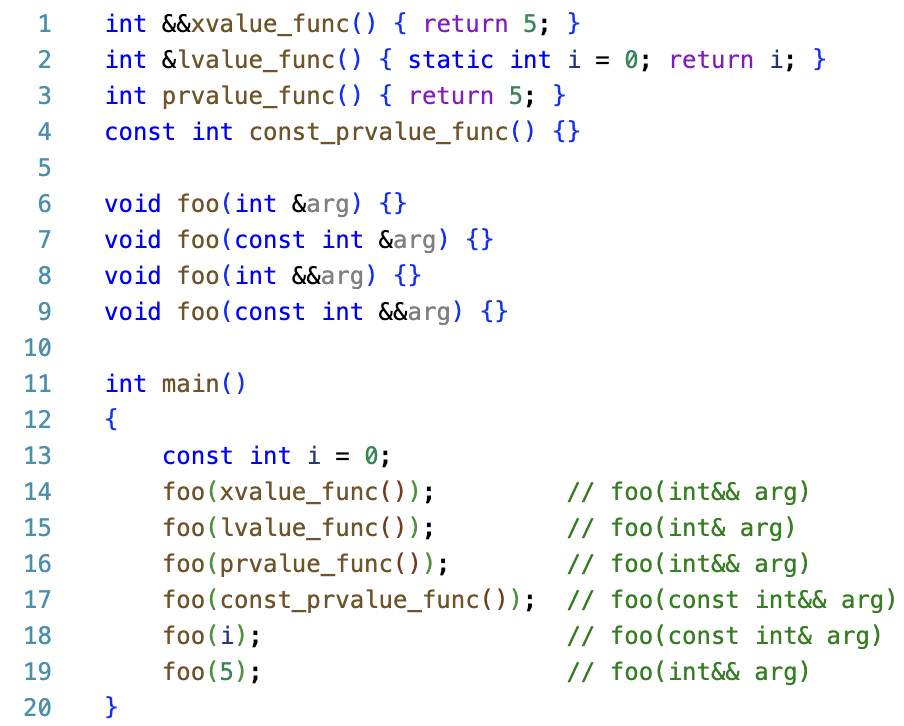 1 int &&xvalue_func() { return 5; }
2 int &lvalue_func() { static int i = 0; return i; }
3 int prvalue_func() { return 5; }
4 const int const_prvalue_func() {}
5
6 void foo(int &arg) {}
7 void foo(const int &arg) {}
8 void foo(int &&arg) {}
9 void foo(const int &&arg) {}
10
11 int main()
12 {
13     const int i = 0;
14     foo(xvalue_func());         // foo(int&& arg)
15     foo(lvalue_func());         // foo(int& arg)
16     foo(prvalue_func());        // foo(int&& arg)
17     foo(const_prvalue_func());  // foo(const int&& arg)
18     foo(i);                     // foo(const int& arg)
19     foo(5);                     // foo(int&& arg)
20 }